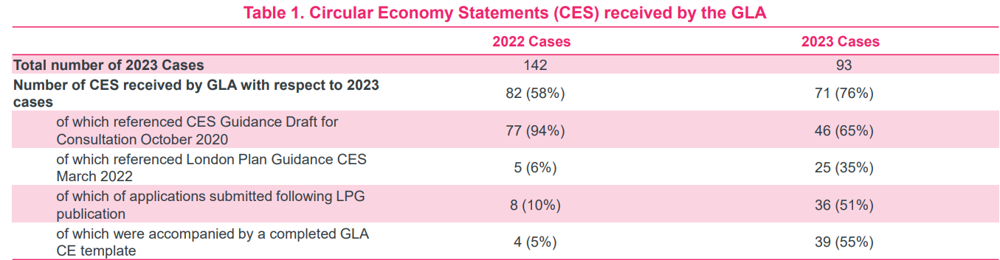 Table 1. Circular Economy Statements (CES) received by the GLA
2022 Cases 2023 Cases
Total number of 2023 Cases 142 93
Number of CES received by GLA with respect to 2023
cases 82 (58%) 71 (76%)
of which referenced CES Guidance Draft for
Consultation October 2020 77 (94%) 46 (65%)
of which referenced London Plan Guidance CES
March 2022 5 (6%) 25 (35%)
of which of applications submitted following LPG
publication 8 (10%) 36 (51%)
of which were accompanied by a completed GLA
CE template 4 (5%) 39 (55%)